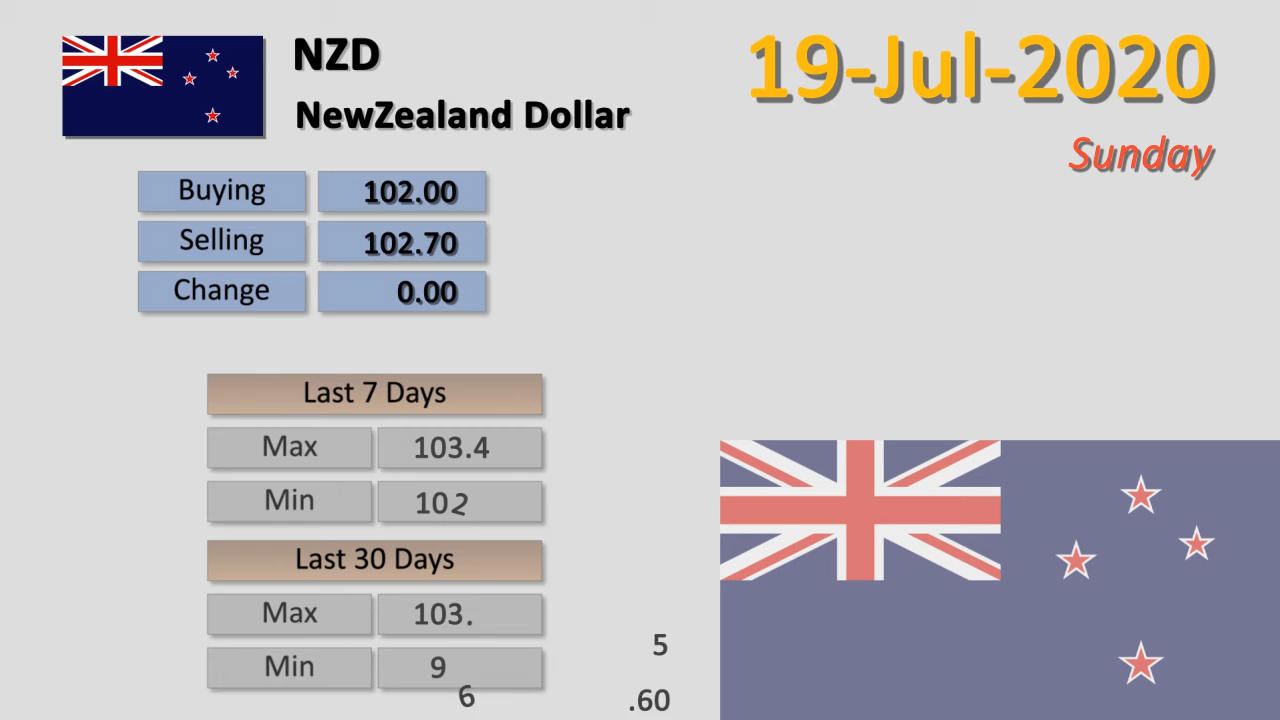 NZD
NewZealand Dollar
19-Jul-2020
Sunday
Buying 102.00
Selling 102.70
Change 0.00
Last 7 Days
Max 103.4
Min 102
Last 30 Days
Max 103.
5
Min 9
6
.60